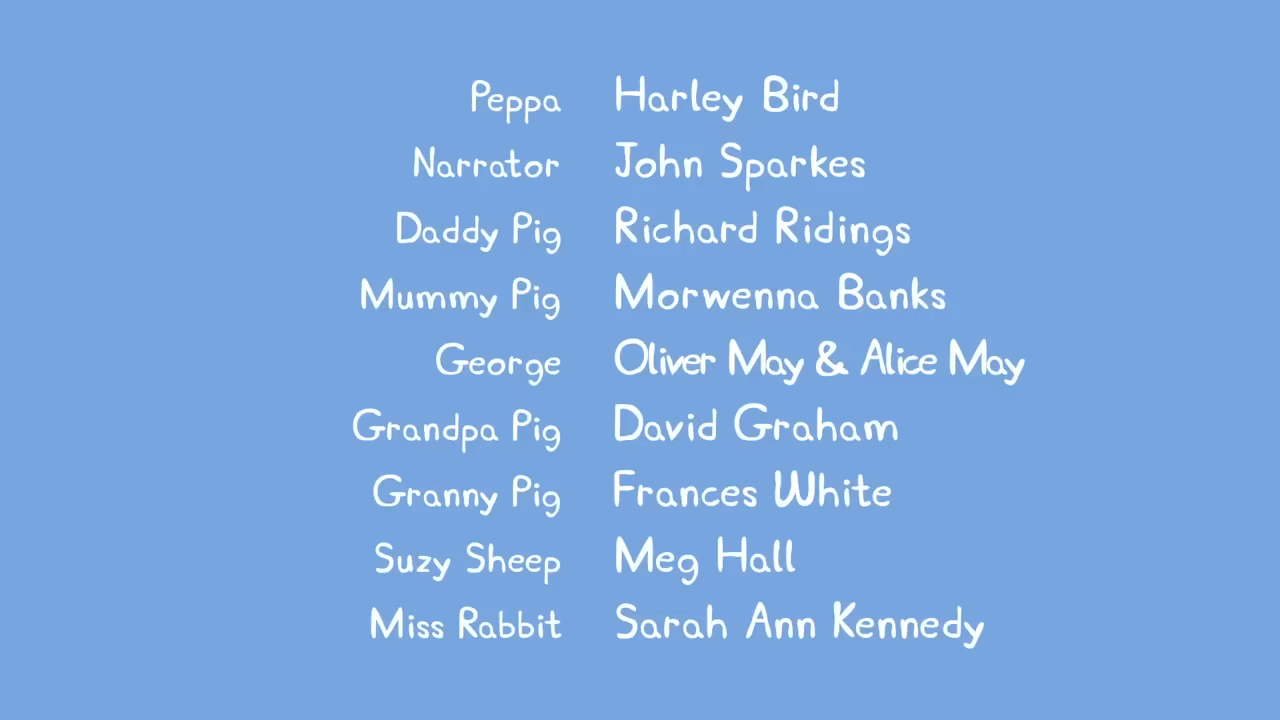 Peppa Harley Bird
Narrator John Sparkes
Daddy Pig Richard Ridings
Mummy Pig Morwenna Banks
George Oliver May & Alice May
Grandpa Pig David Graham
Granny Pig Frances White
Suzy Sheep Meg Hall
Miss Rabbit Sarah Ann Kennedy